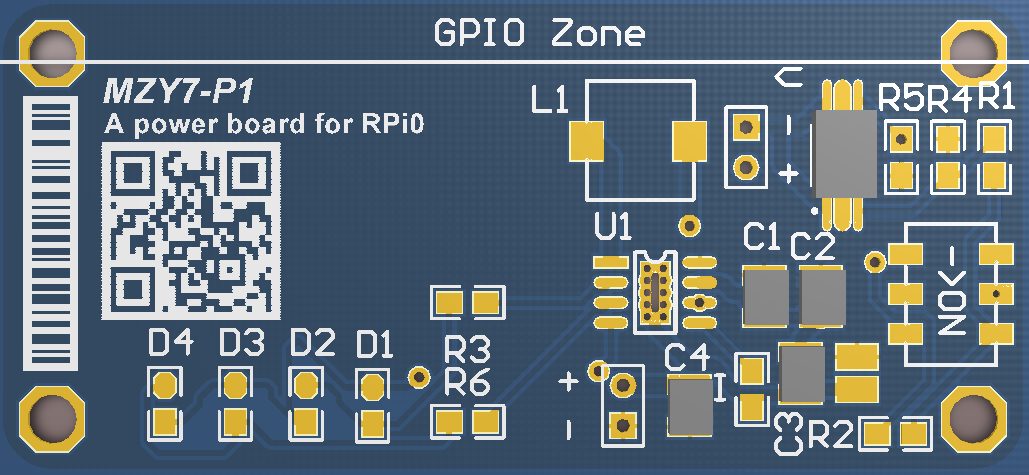 GPIO Zone
MZY7-P1
A power board for RPi0
L1
R5
R4
R1
-
+
U1
C1
C2
D4
D3
D2
D1
R3
R6
+
-
C4
C3
R2